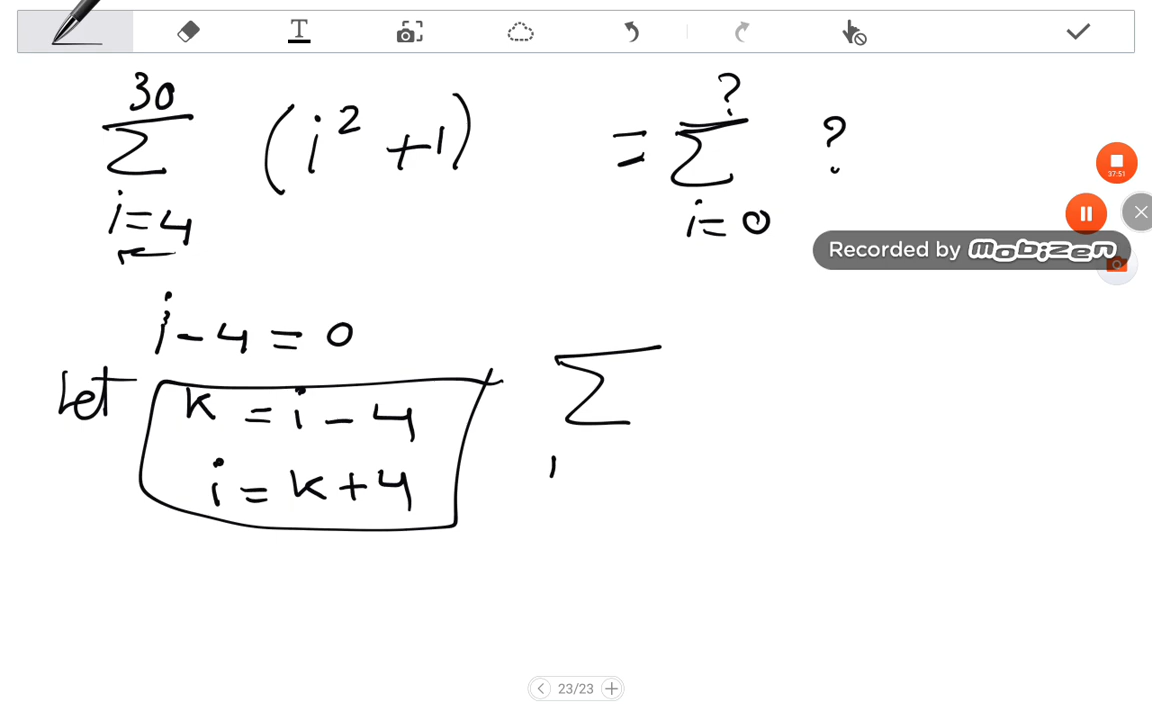 T
30
Σ (i² + 1) = Σ ?
?
i = 4
i = 0
37:51
Recorded by mobizen
i - 4 = 0
Let k = i - 4
i = k + 4
Σ
23/23